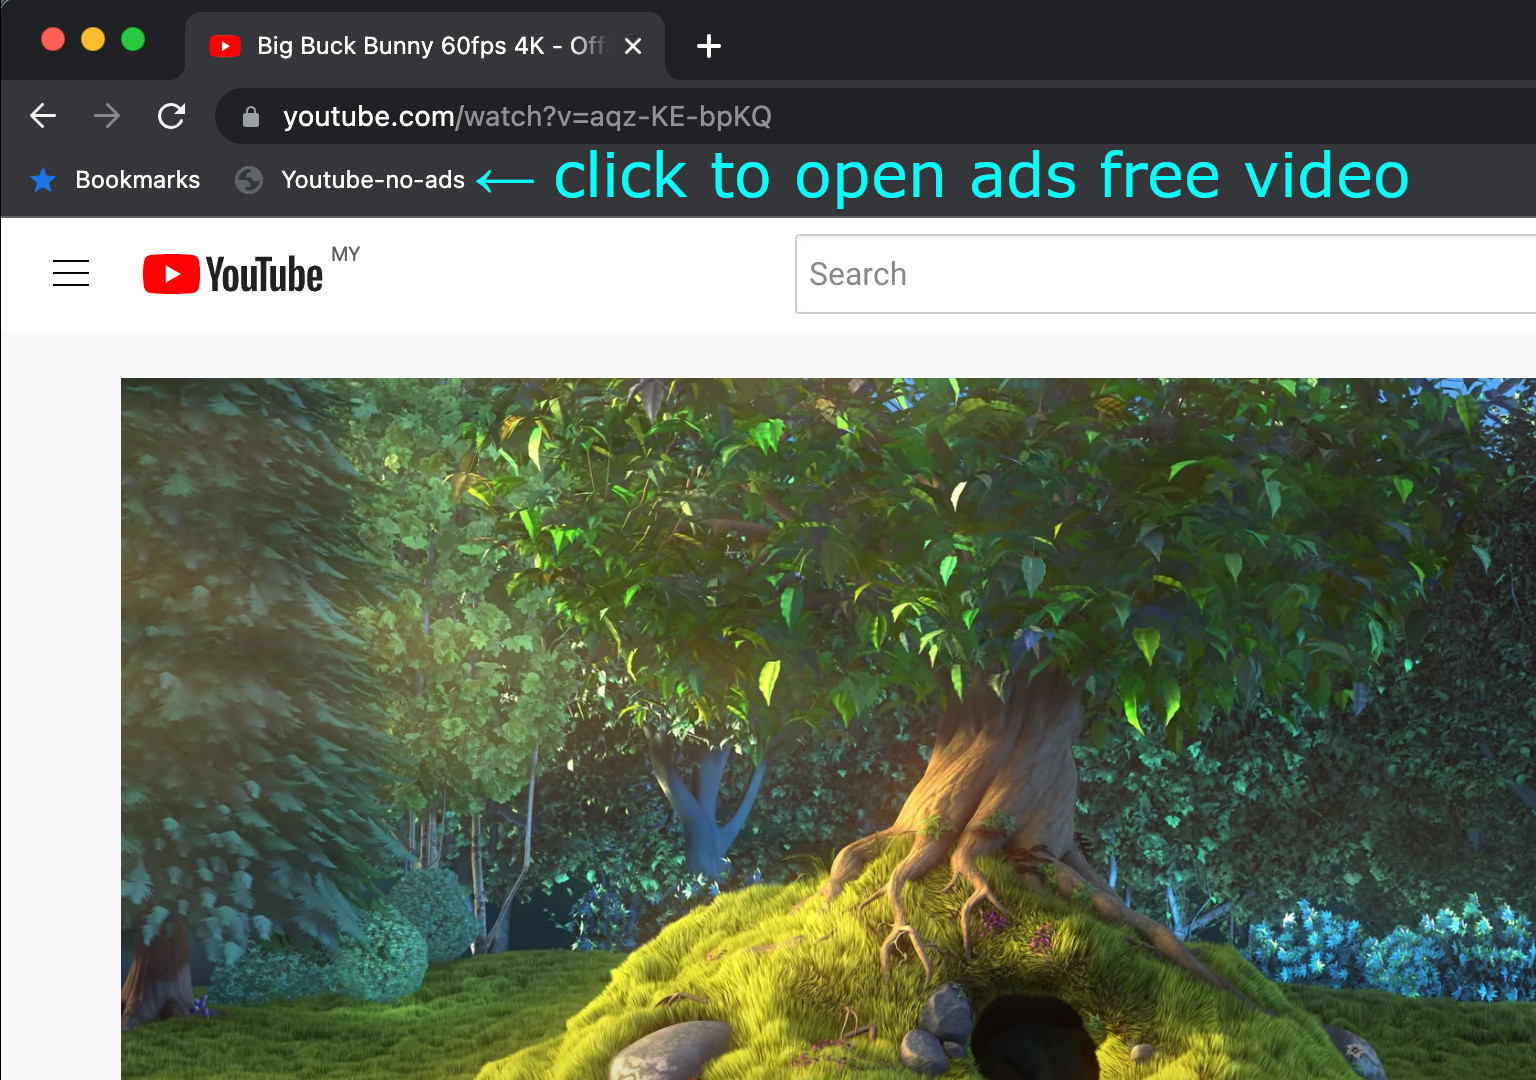 Big Buck Bunny 60fps 4K - Off
youtube.com/watch?v=aqz-KE-bpKQ
Bookmarks Youtube-no-ads ← click to open ads free video
YouTube MY
Search